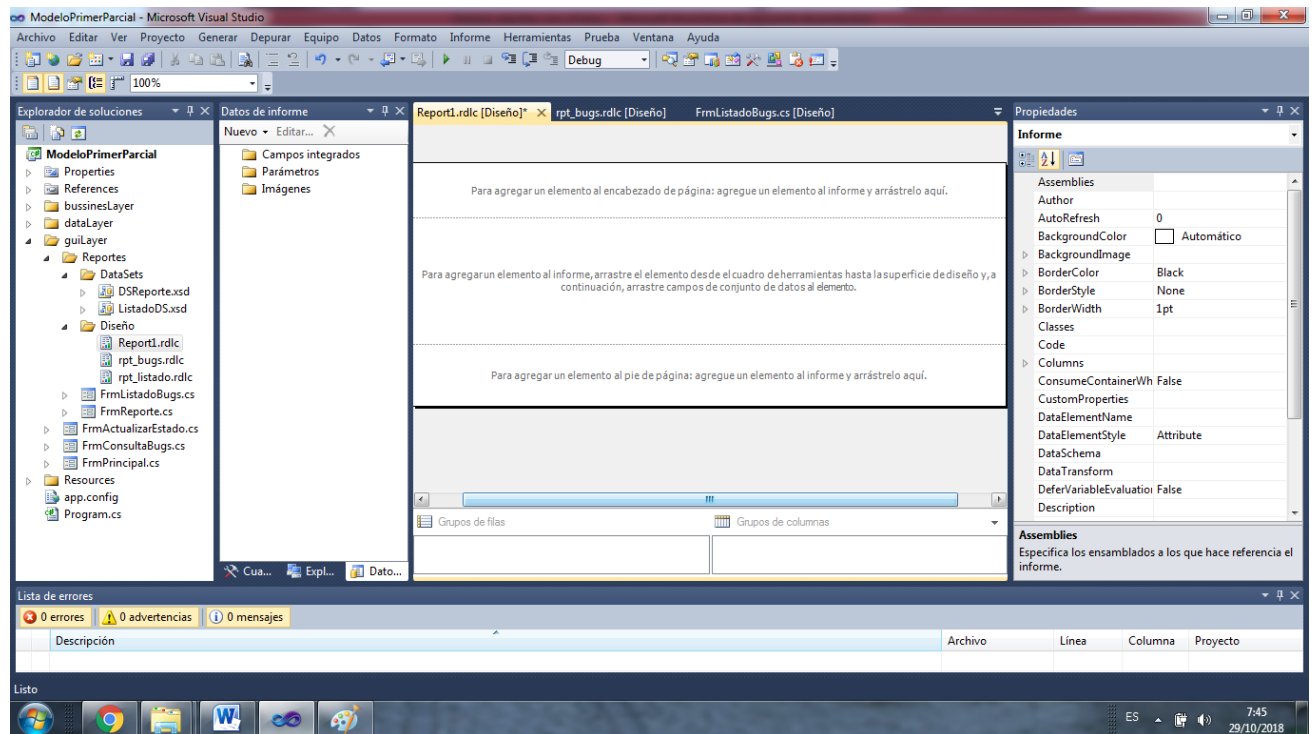 ModeloPrimerParcial - Microsoft Visual Studio
Archivo Editar Ver Proyecto Generar Depurar Equipo Datos Formato Informe Herramientas Prueba Ventana Ayuda
Debug
100%
Explorador de soluciones
ModeloPrimerParcial
Properties
References
bussinesLayer
dataLayer
guiLayer
Reportes
DataSets
DSReporte.xsd
ListadoDS.xsd
Diseño
Report1.rdlc
rpt_bugs.rdlc
rpt_listado.rdlc
FrmListadoBugs.cs
FrmReporte.cs
FrmActualizarEstado.cs
FrmConsultaBugs.cs
FrmPrincipal.cs
Resources
app.config
Program.cs
Datos de informe
Nuevo Editar...
Campos integrados
Parámetros
Imágenes
Cua... Expl... Dato...
Report1.rdlc [Diseño]* rpt_bugs.rdlc [Diseño] FrmListadoBugs.cs [Diseño]
Para agregar un elemento al encabezado de página: agregue un elemento al informe y arrástrelo aquí.
Para agregar un elemento al informe, arrastre el elemento desde el cuadro de herramientas hasta la superficie de diseño y, a
continuación, arrastre campos de conjunto de datos al elemento.
Para agregar un elemento al pie de página: agregue un elemento al informe y arrástrelo aquí.
Grupos de filas Grupos de columnas
Propiedades
Informe
Assemblies
Author
AutoRefresh 0
BackgroundColor Automático
BackgroundImage
BorderColor Black
BorderStyle None
BorderWidth 1pt
Classes
Code
Columns
ConsumeContainerWh False
CustomProperties
DataElementName
DataElementStyle Attribute
DataSchema
DataTransform
DeferVariableEvaluatior False
Description
Assemblies
Especifica los ensamblados a los que hace referencia el
informe.
Lista de errores
0 errores 0 advertencias 0 mensajes
Descripción Archivo Línea Columna Proyecto
Listo
ES 7:45
29/10/2018